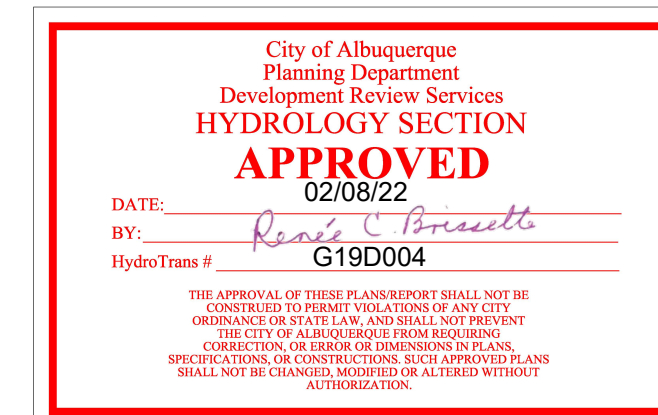 City of Albuquerque
Planning Department
Development Review Services
HYDROLOGY SECTION
APPROVED
DATE: 02/08/22
BY: Renée C. Brissette
HydroTrans # G19D004
THE APPROVAL OF THESE PLANS/REPORT SHALL NOT BE
CONSTRUED TO PERMIT VIOLATIONS OF ANY CITY
ORDINANCE OR STATE LAW, AND SHALL NOT PREVENT
THE CITY OF ALBUQUERQUE FROM REQUIRING
CORRECTION, OR ERROR OR DIMENSIONS IN PLANS,
SPECIFICATIONS, OR CONSTRUCTIONS. SUCH APPROVED PLANS
SHALL NOT BE CHANGED, MODIFIED OR ALTERED WITHOUT
AUTHORIZATION.